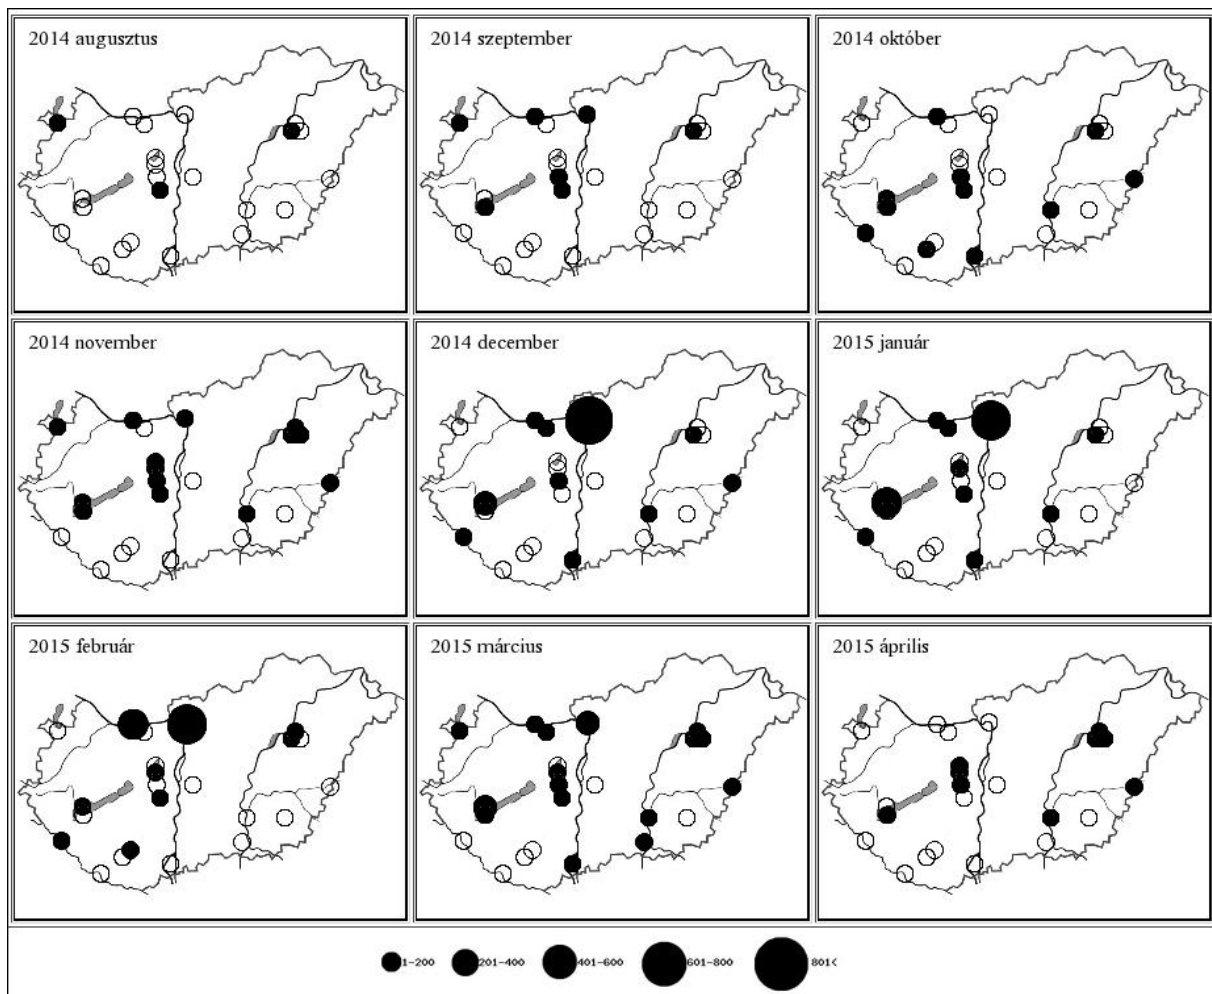 2014 augusztus
2014 szeptember
2014 október
2014 november
2014 december
2015 január
2015 február
2015 március
2015 április
1-200
201-400
401-600
601-800
801<